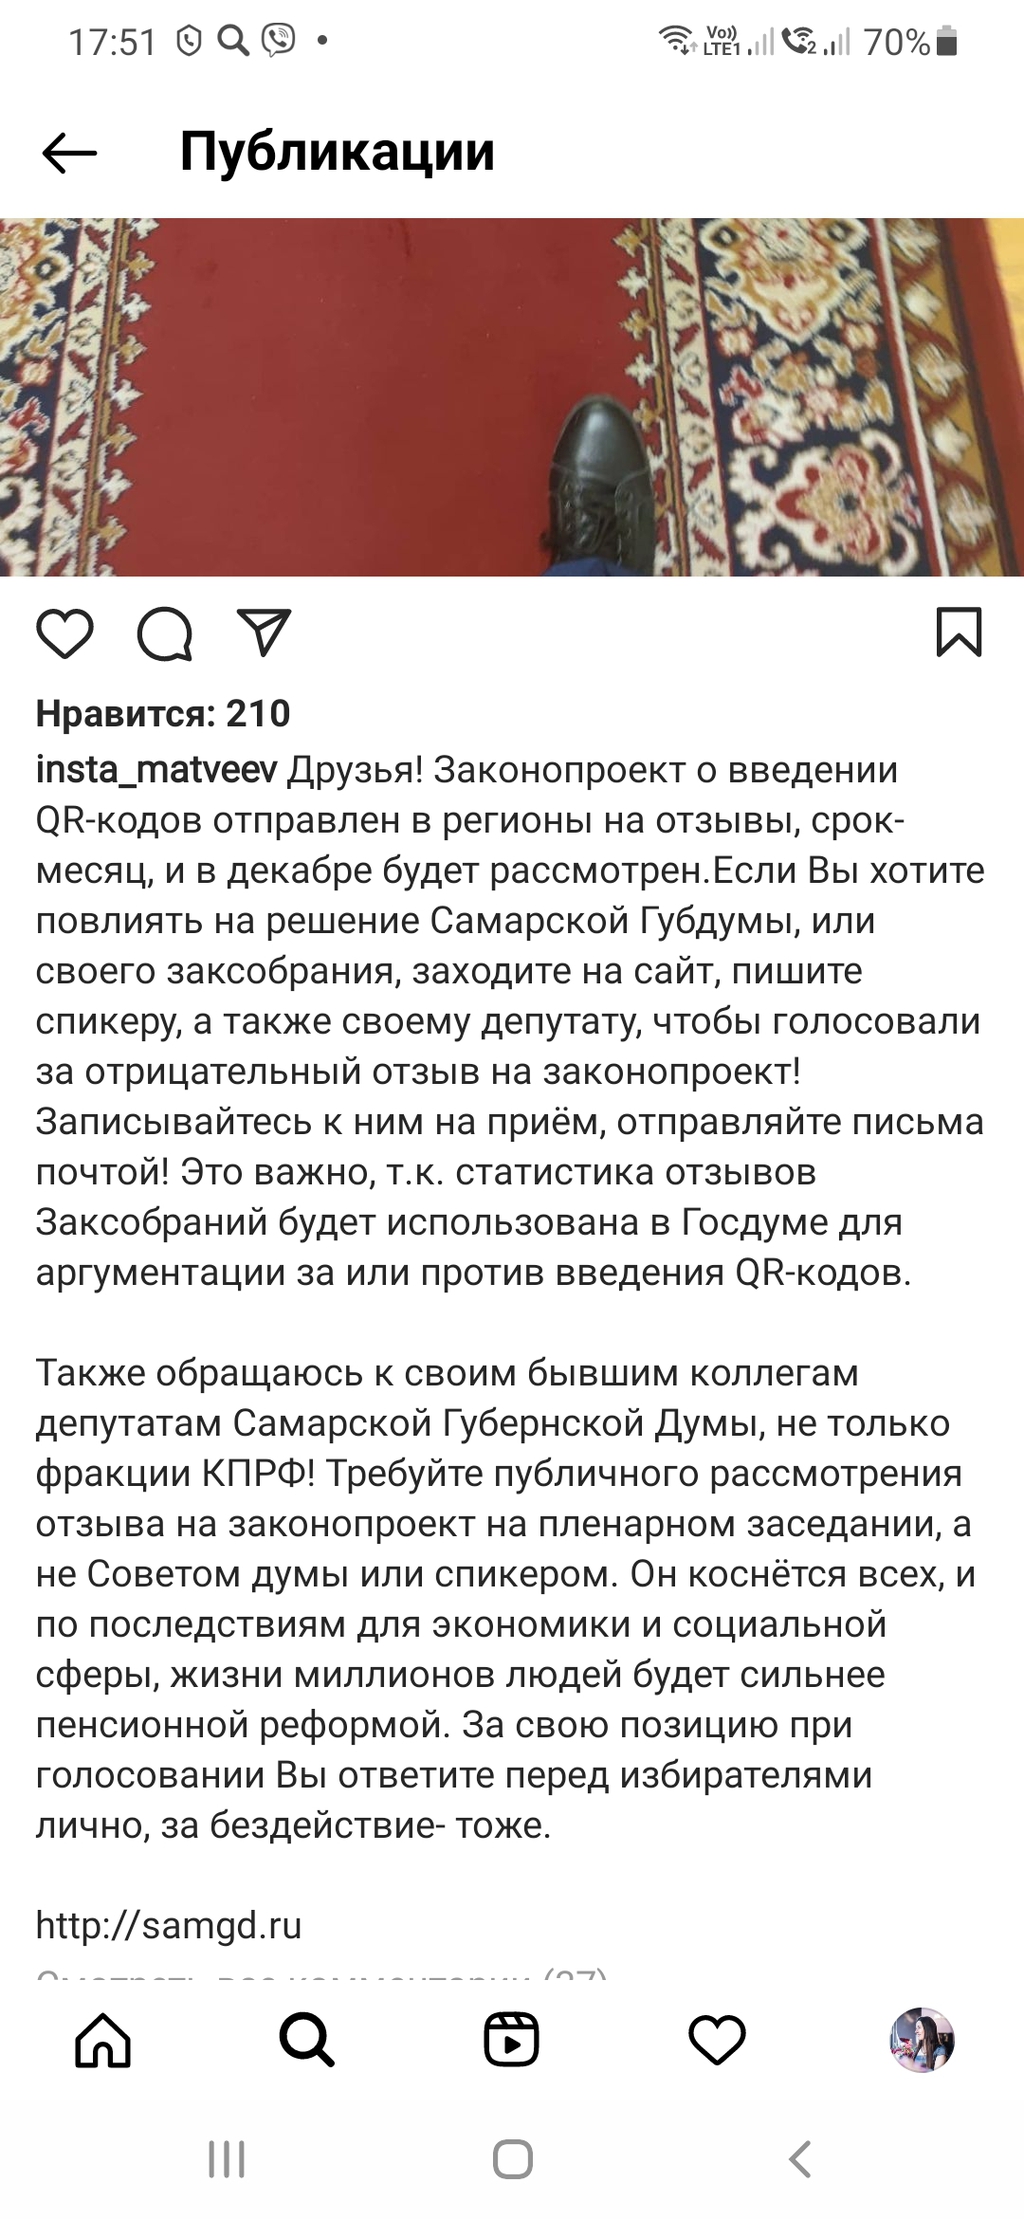 17:51
Vo))
LTE1
2
70%
Публикации
Нравится: 210
insta_matveev Друзья! Законопроект о введении
QR-кодов отправлен в регионы на отзывы, срок-
месяц, и в декабре будет рассмотрен.Если Вы хотите
повлиять на решение Самарской Губдумы, или
своего заксобрания, заходите на сайт, пишите
спикеру, а также своему депутату, чтобы голосовали
за отрицательный отзыв на законопроект!
Записывайтесь к ним на приём, отправляйте письма
почтой! Это важно, т.к. статистика отзывов
Заксобраний будет использована в Госдуме для
аргументации за или против введения QR-кодов.
Также обращаюсь к своим бывшим коллегам
депутатам Самарской Губернской Думы, не только
фракции КПРФ! Требуйте публичного рассмотрения
отзыва на законопроект на пленарном заседании, а
не Советом думы или спикером. Он коснётся всех, и
по последствиям для экономики и социальной
сферы, жизни миллионов людей будет сильнее
пенсионной реформой. За свою позицию при
голосовании Вы ответите перед избирателями
лично, за бездействие- тоже.
http://samgd.ru
Смотреть все комментарии (27)